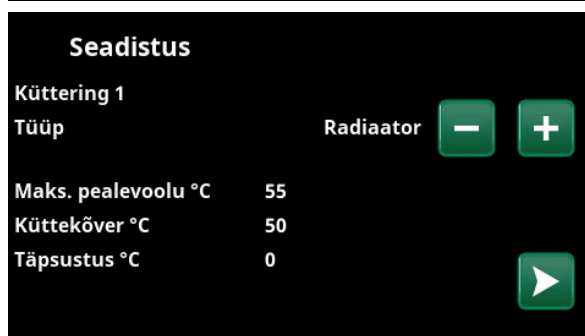 Seadistus
Küttering 1
Tüüp Radiaator
Maks. pealevoolu °C 55
Küttekõver °C 50
Täpsustus °C 0